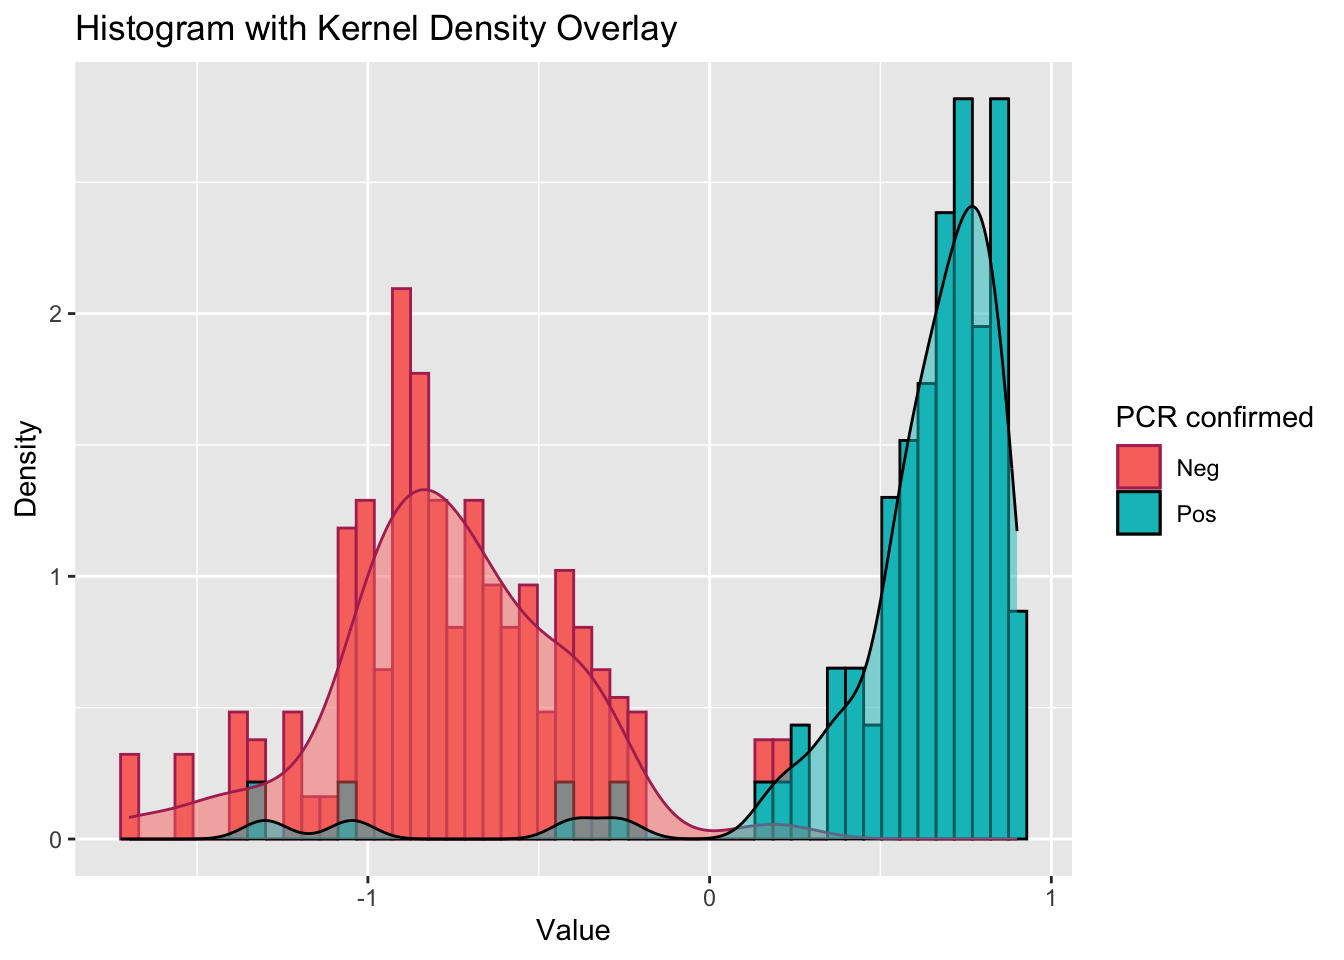 Histogram with Kernel Density Overlay
Density
2
1
0
-1
0
1
Value
PCR confirmed
Neg
Pos